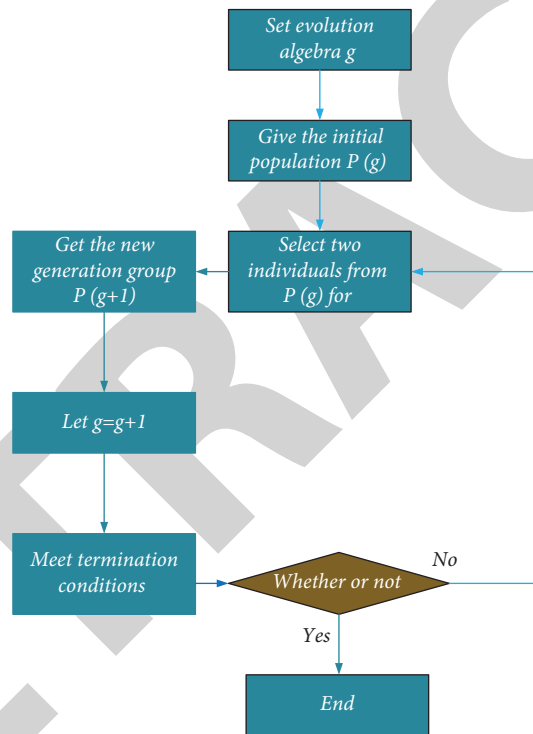 Set evolution
algebra g
Give the initial
population P (g)
Select two
individuals from
P (g) for
Get the new
generation group
P (g+1)
Let g=g+1
Meet termination
conditions
Whether or not
No
Yes
End